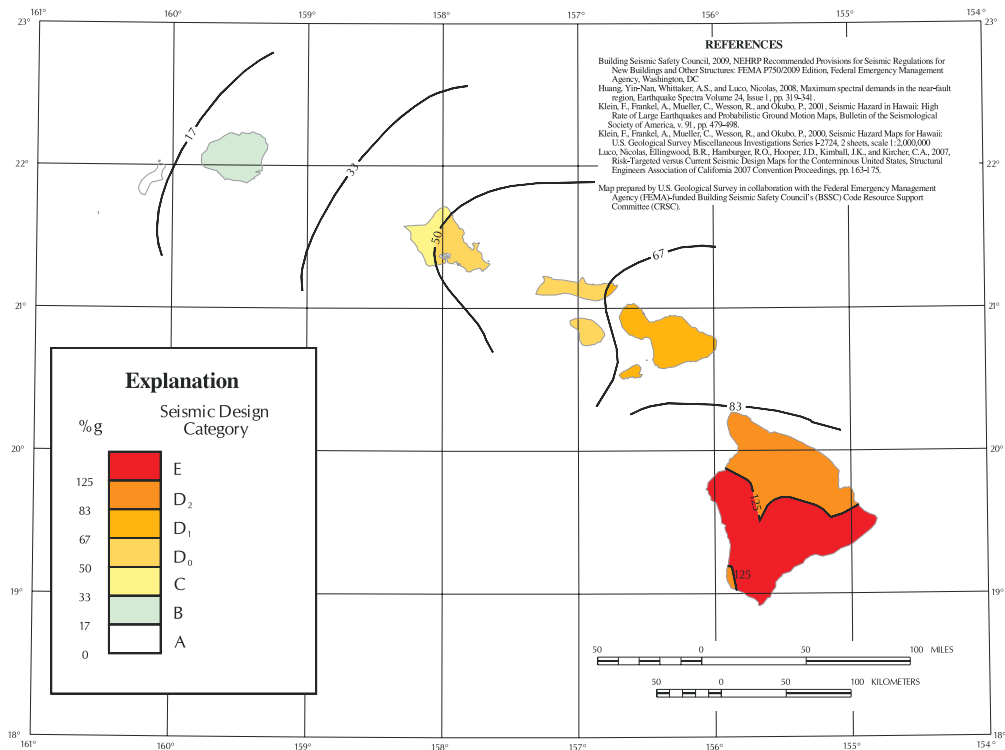 161°
160°
159°
158°
157°
156°
155°
154°
23°
23°
REFERENCES
Building Seismic Safety Council, 2009, NEHRP Recommended Provisions for Seismic Regulations for
New Buildings and Other Structures: FEMA P750/2009 Edition, Federal Emergency Management
Agency, Washington, DC
Huang, Yin-Nan, Whittaker, A.S., and Luco, Nicolas, 2008, Maximum spectral demands in the near-fault
region, Earthquake Spectra Volume 24, Issue 1, pp. 319-341.
Klein, F., Frankel, A., Mueller, C., Wesson, R., and Okubo, P., 2001, Seismic Hazard in Hawaii: High
Rate of Large Earthquakes and Probabilistic Ground Motion Maps, Bulletin of the Seismological
Society of America, v. 91, pp. 479-498.
Klein, F., Frankel, A., Mueller, C., Wesson, R., and Okubo, P., 2000, Seismic Hazard Maps for Hawaii:
U.S. Geological Survey Miscellaneous Investigations Series I-2724, 2 sheets, scale 1:2,000,000
Luco, Nicolas, Ellingwood, B.R., Hamburger, R.O., Hooper, J.D., Kimball, J.K., and Kircher, C.A., 2007,
Risk-Targeted versus Current Seismic Design Maps for the Conterminous United States, Structural
Engineers Association of California 2007 Convention Proceedings, pp. 163-175.
Map prepared by U.S. Geological Survey in collaboration with the Federal Emergency Management
Agency (FEMA)-funded Building Seismic Safety Council's (BSSC) Code Resource Support
Committee (CRSC).
17
33
22°
22°
50
67
21°
21°
Explanation
Seismic Design
Category
%g
E
125
D2
83
D1
67
D0
50
C
33
B
17
A
0
83
20°
20°
125
125
19°
19°
50 0 50 100 MILES
50 0 50 100 KILOMETERS
18°
18°
161°
160°
159°
158°
157°
156°
155°
154°